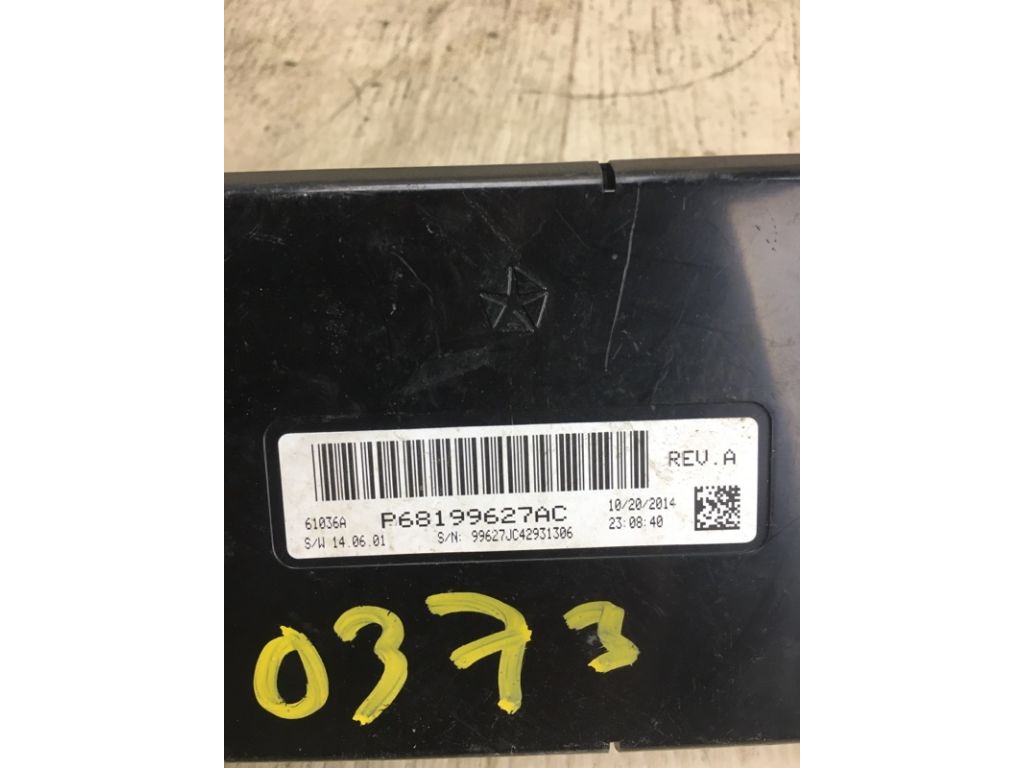 REV.A
61036A P68199627AC 10/20/2014
S/W 14.06.01 S/N: 99627JC42931306 23:08:40
0373